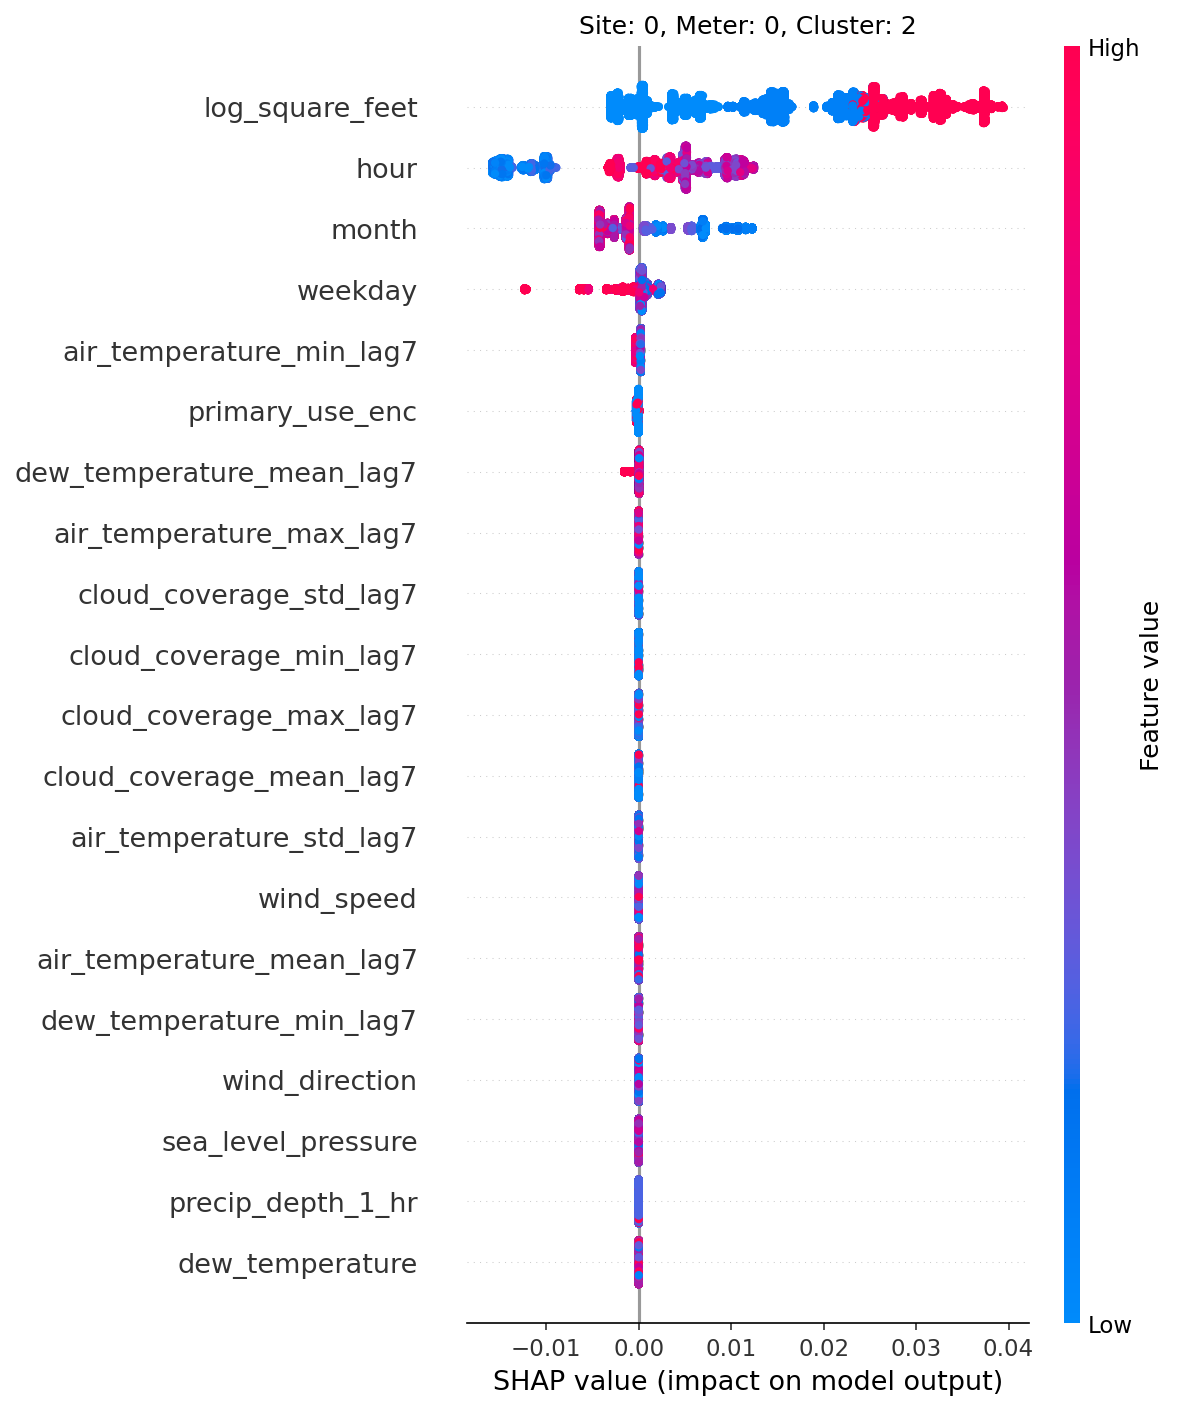 Site: 0, Meter: 0, Cluster: 2
High
log_square_feet
hour
month
weekday
air_temperature_min_lag7
primary_use_enc
dew_temperature_mean_lag7
air_temperature_max_lag7
cloud_coverage_std_lag7
cloud_coverage_min_lag7
cloud_coverage_max_lag7
cloud_coverage_mean_lag7
air_temperature_std_lag7
wind_speed
air_temperature_mean_lag7
dew_temperature_min_lag7
wind_direction
sea_level_pressure
precip_depth_1_hr
dew_temperature
Feature value
Low
−0.01 0.00 0.01 0.02 0.03 0.04
SHAP value (impact on model output)